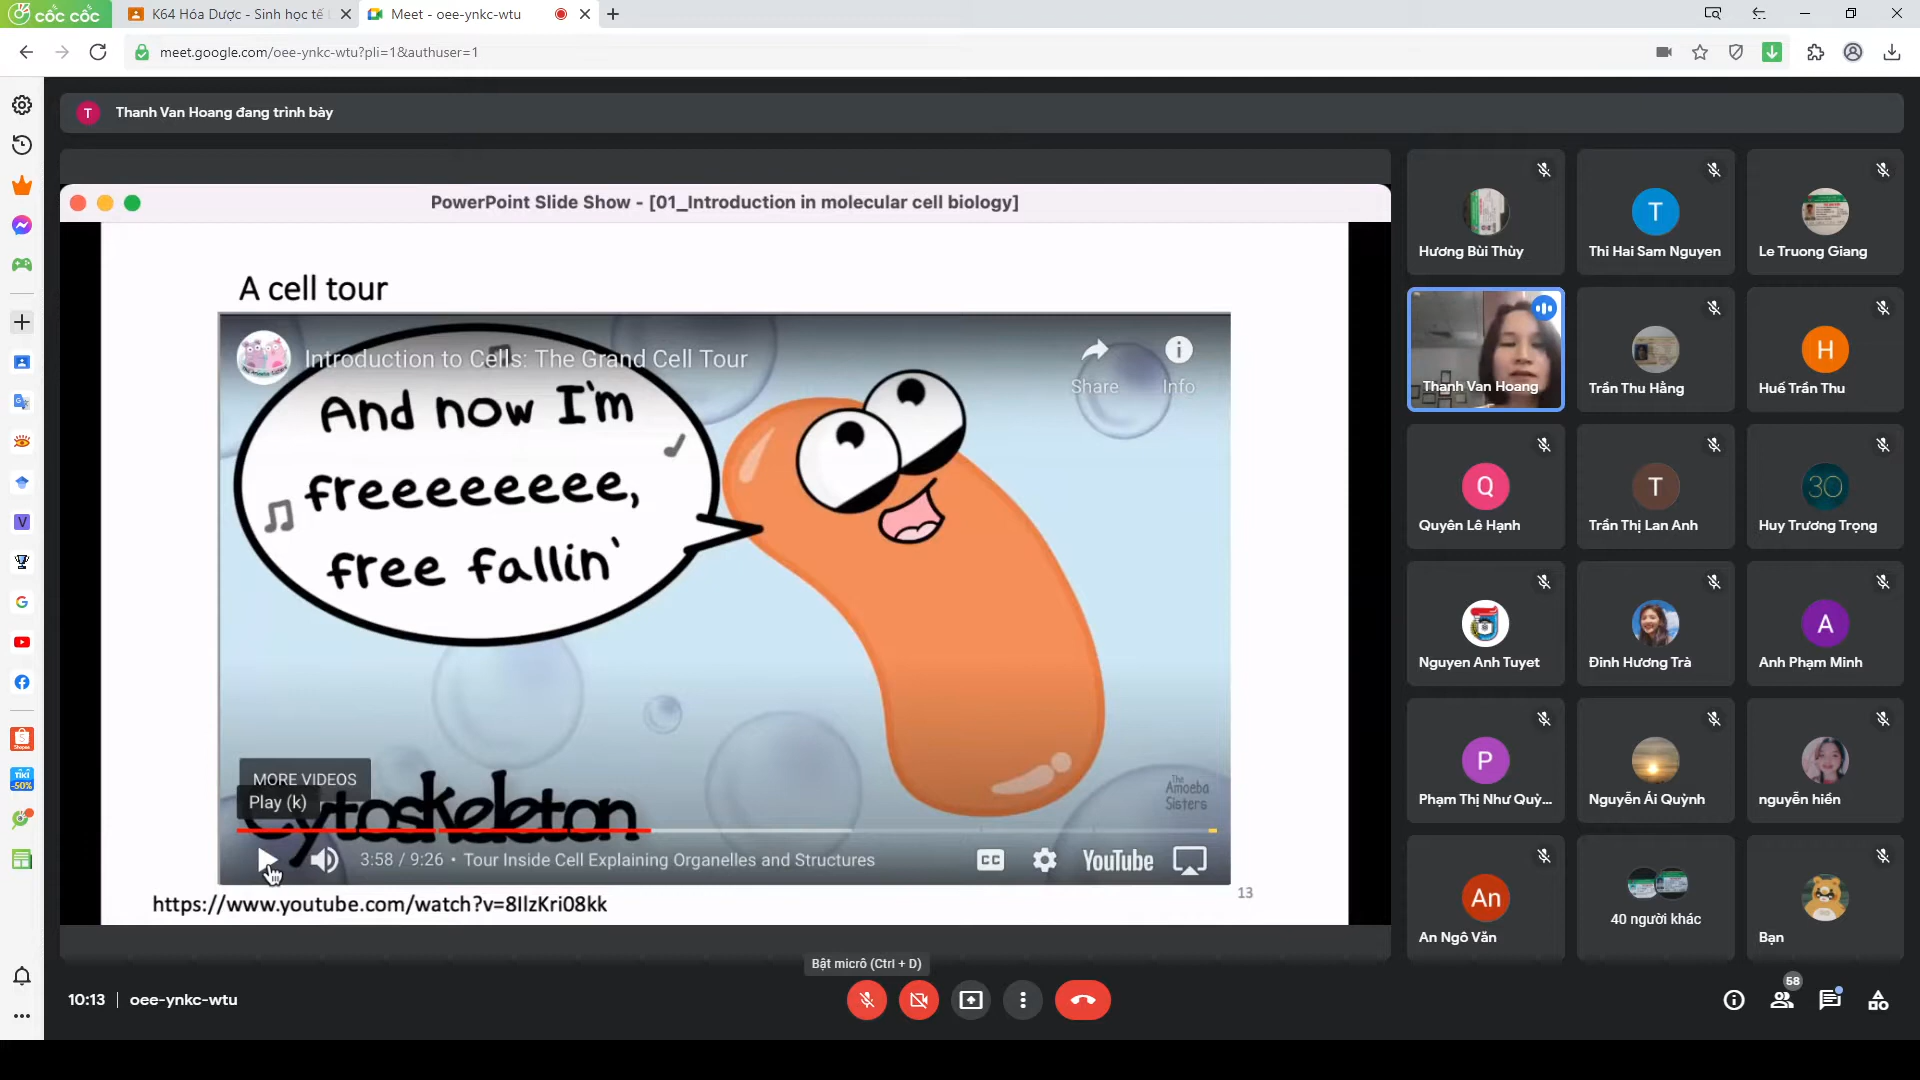 cốc cốc
K64 Hóa Dược - Sinh học tế
Meet - oee-ynkc-wtu
meet.google.com/oee-ynkc-wtu?pli=1&authuser=1
T
Thanh Van Hoang đang trình bày
PowerPoint Slide Show - [01_Introduction in molecular cell biology]
A cell tour
Introduction to Cells: The Grand Cell Tour
Share
Info
And now I'm
freeeeeeee,
free fallin'
The
Amoeba
Sisters
MORE VIDEOS
Play (k)
Cytoskeleton
3:58 / 9:26 • Tour Inside Cell Explaining Organelles and Structures
CC
YouTube
https://www.youtube.com/watch?v=8IlzKri08kk
13
Hương Bùi Thùy
T
Thi Hai Sam Nguyen
Le Truong Giang
Thanh Van Hoang
Trần Thu Hằng
H
Huế Trần Thu
Q
Quyên Lê Hạnh
T
Trần Thị Lan Anh
30
Huy Trương Trọng
Nguyen Anh Tuyet
Đinh Hương Trà
A
Anh Phạm Minh
P
Phạm Thị Như Quỳ...
Nguyễn Ái Quỳnh
nguyễn hiền
An
An Ngô Văn
40 người khác
Bạn
Bật micrô (Ctrl + D)
10:13
oee-ynkc-wtu
58
V
G
TIKI
-50%